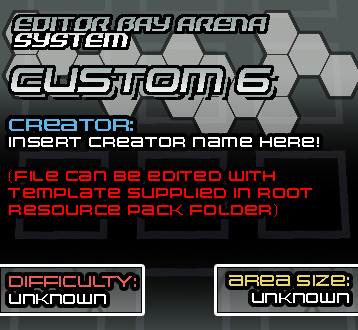 EDITOR BAY ARENA
SYSTEM
CUSTOM 6
CREATOR:
INSERT CREATOR NAME HERE!
(FILE CAN BE EDITED WITH
TEMPLATE SUPPLIED IN ROOT
RESOURCE PACK FOLDER)
DIFFICULTY:
UNKNOWN
AREA SIZE:
UNKNOWN